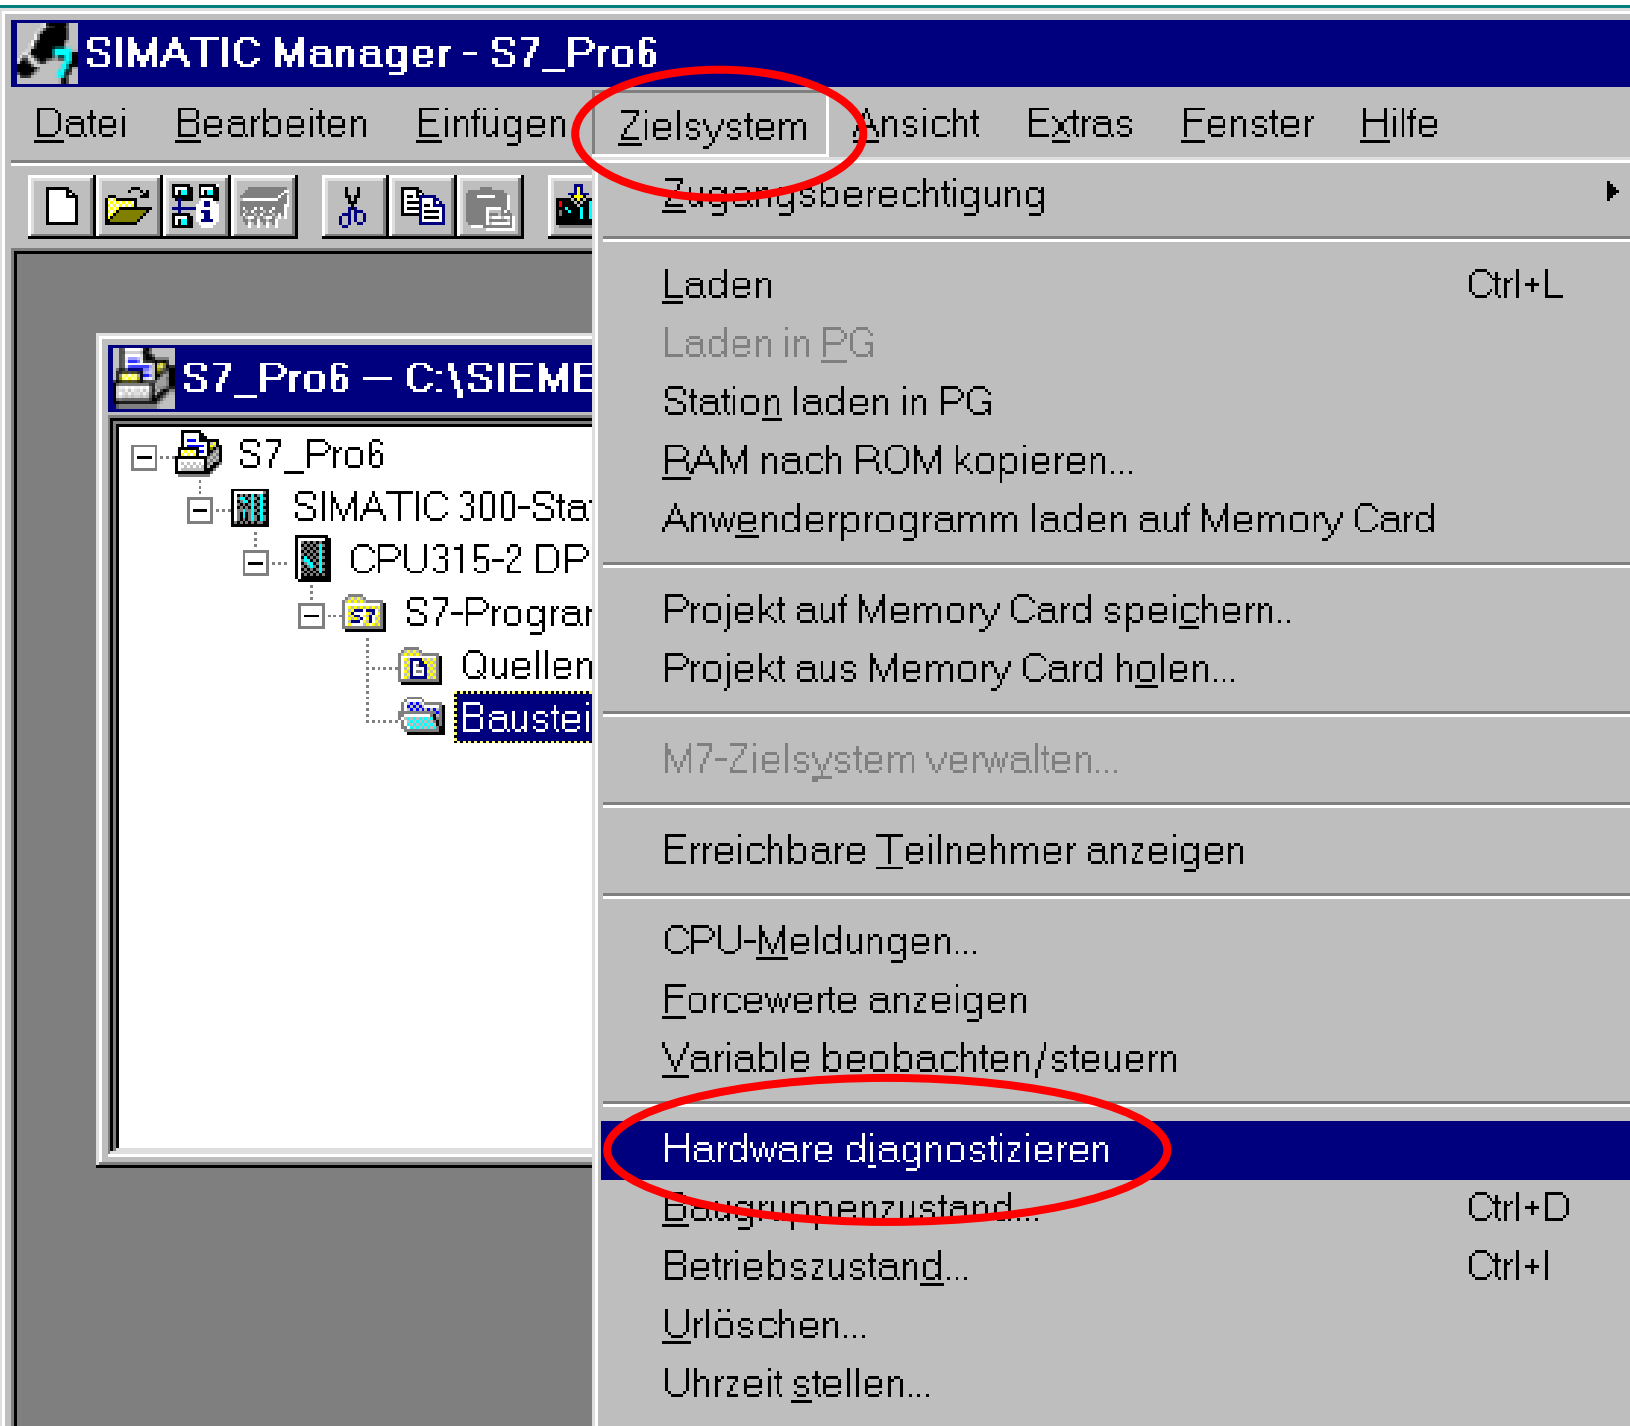 SIMATIC Manager - S7_Pro6
Datei Bearbeiten Einfügen Zielsystem Ansicht Extras Fenster Hilfe
Zugangsberechtigung
Laden Ctrl+L
Laden in PG
Station laden in PG
RAM nach ROM kopieren...
Anwenderprogramm laden auf Memory Card
Projekt auf Memory Card speichern..
Projekt aus Memory Card holen...
M7-Zielsystem verwalten...
Erreichbare Teilnehmer anzeigen
CPU-Meldungen...
Forcewerte anzeigen
Variable beobachten/steuern
Hardware diagnostizieren
Baugruppenzustand... Ctrl+D
Betriebszustand... Ctrl+I
Urlöschen...
Uhrzeit stellen...
S7_Pro6 – C:\SIEME
S7_Pro6
SIMATIC 300-Sta
CPU315-2 DP
S7-Program
Quellen
Baustei